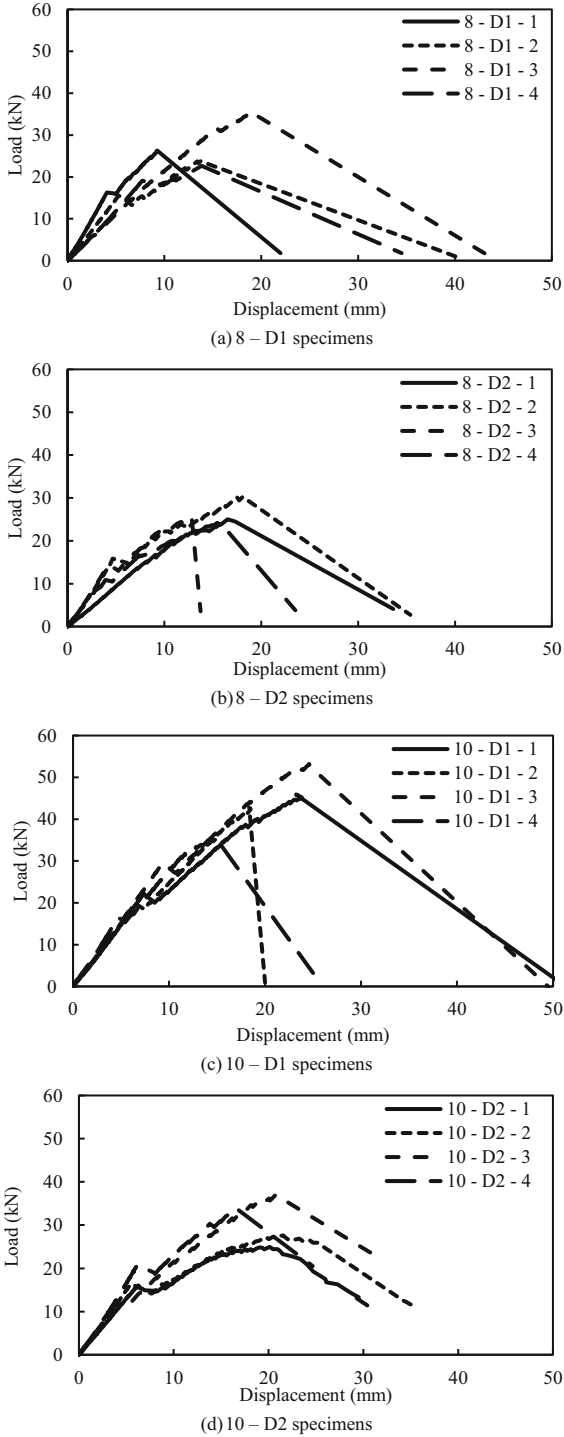 60
50
40
30
20
10
0
Load (kN)
8 - D1 - 1
8 - D1 - 2
8 - D1 - 3
8 - D1 - 4
0 10 20 30 40 50
Displacement (mm)
(a) 8 – D1 specimens
60
50
40
30
20
10
0
Load (kN)
8 - D2 - 1
8 - D2 - 2
8 - D2 - 3
8 - D2 - 4
0 10 20 30 40 50
Displacement (mm)
(b) 8 – D2 specimens
60
50
40
30
20
10
0
Load (kN)
10 - D1 - 1
10 - D1 - 2
10 - D1 - 3
10 - D1 - 4
0 10 20 30 40 50
Displacement (mm)
(c) 10 – D1 specimens
60
50
40
30
20
10
0
Load (kN)
10 - D2 - 1
10 - D2 - 2
10 - D2 - 3
10 - D2 - 4
0 10 20 30 40 50
Displacement (mm)
(d) 10 – D2 specimens